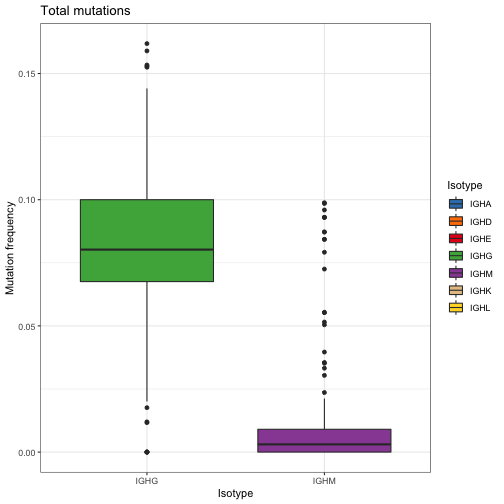 Total mutations
0.15
0.10
0.05
0.00
Mutation frequency
IGHG
IGHM
Isotype
Isotype
IGHA
IGHD
IGHE
IGHG
IGHM
IGHK
IGHL